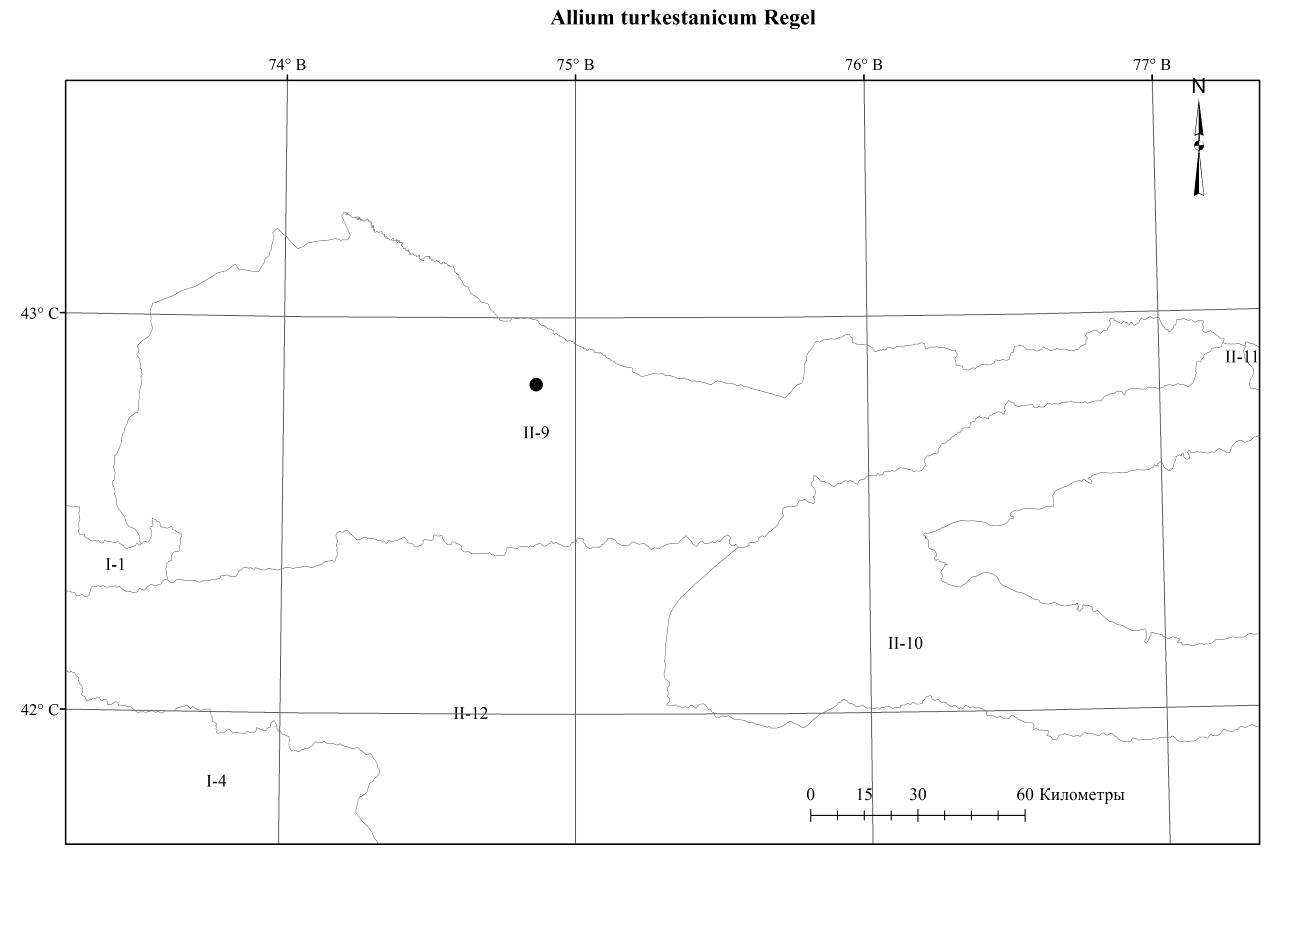 Allium turkestanicum Regel
74° В 75° В 76° В 77° В
N
43° С
II-11
II-9
I-1
II-10
42° С
II-12
I-4
0 15 30 60 Километры